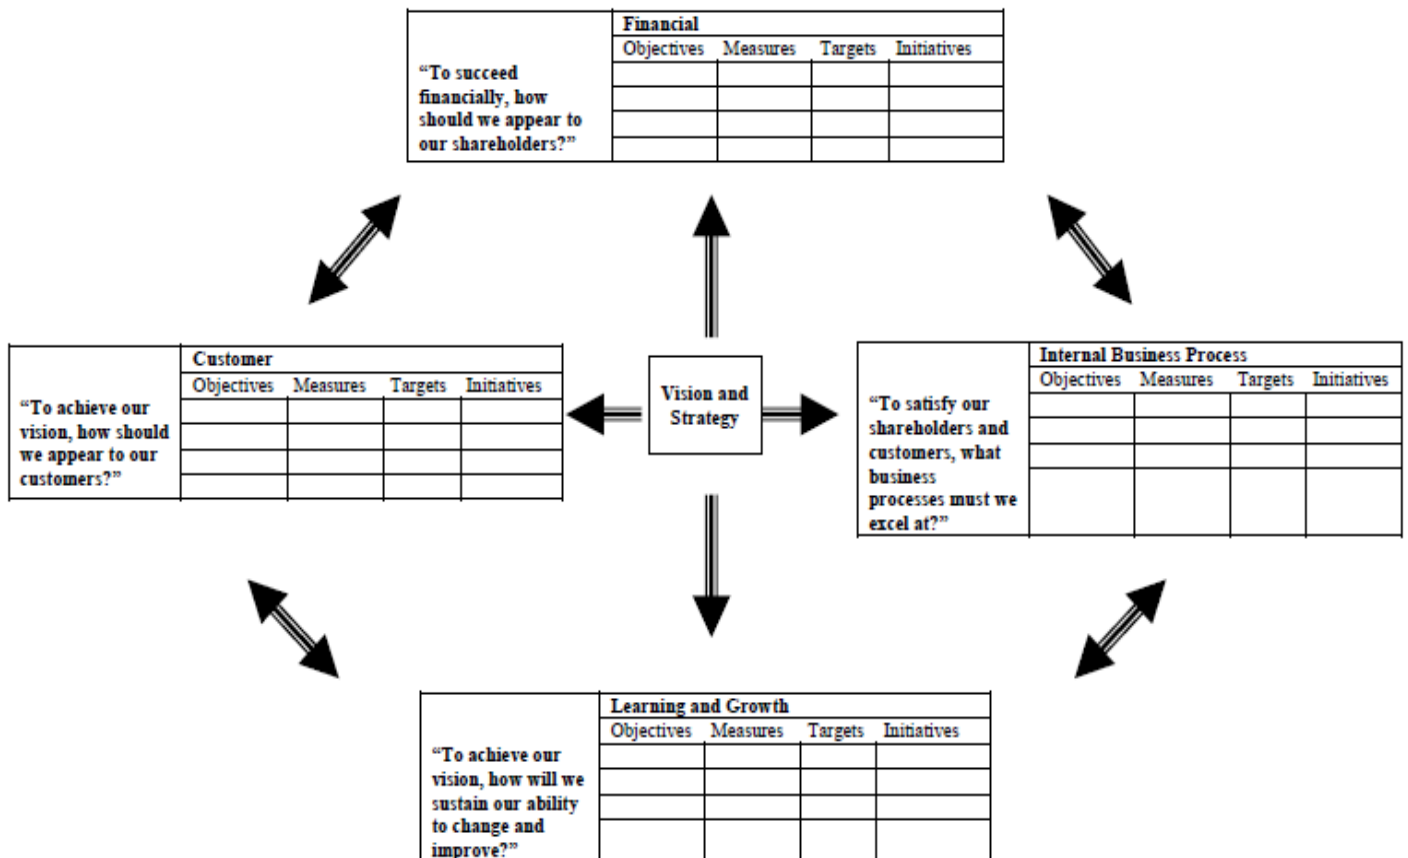 Financial
Objectives Measures Targets Initiatives
“To succeed
financially, how
should we appear to
our shareholders?”
Customer
Objectives Measures Targets Initiatives
“To achieve our
vision, how should
we appear to our
customers?”
Vision and
Strategy
Internal Business Process
Objectives Measures Targets Initiatives
“To satisfy our
shareholders and
customers, what
business
processes must we
excel at?”
Learning and Growth
Objectives Measures Targets Initiatives
“To achieve our
vision, how will we
sustain our ability
to change and
improve?”